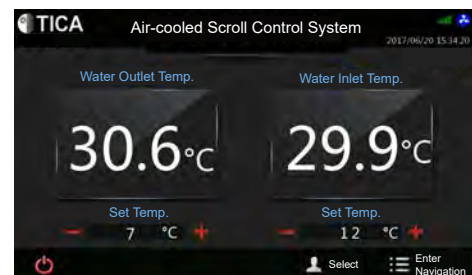 TICA
Air-cooled Scroll Control System
2017/06/20 15:34:20
Water Outlet Temp.
Water Inlet Temp.
30.6°C
29.9°C
Set Temp.
Set Temp.
− 7 °C +
− 12 °C +
Select
Enter
Navigation